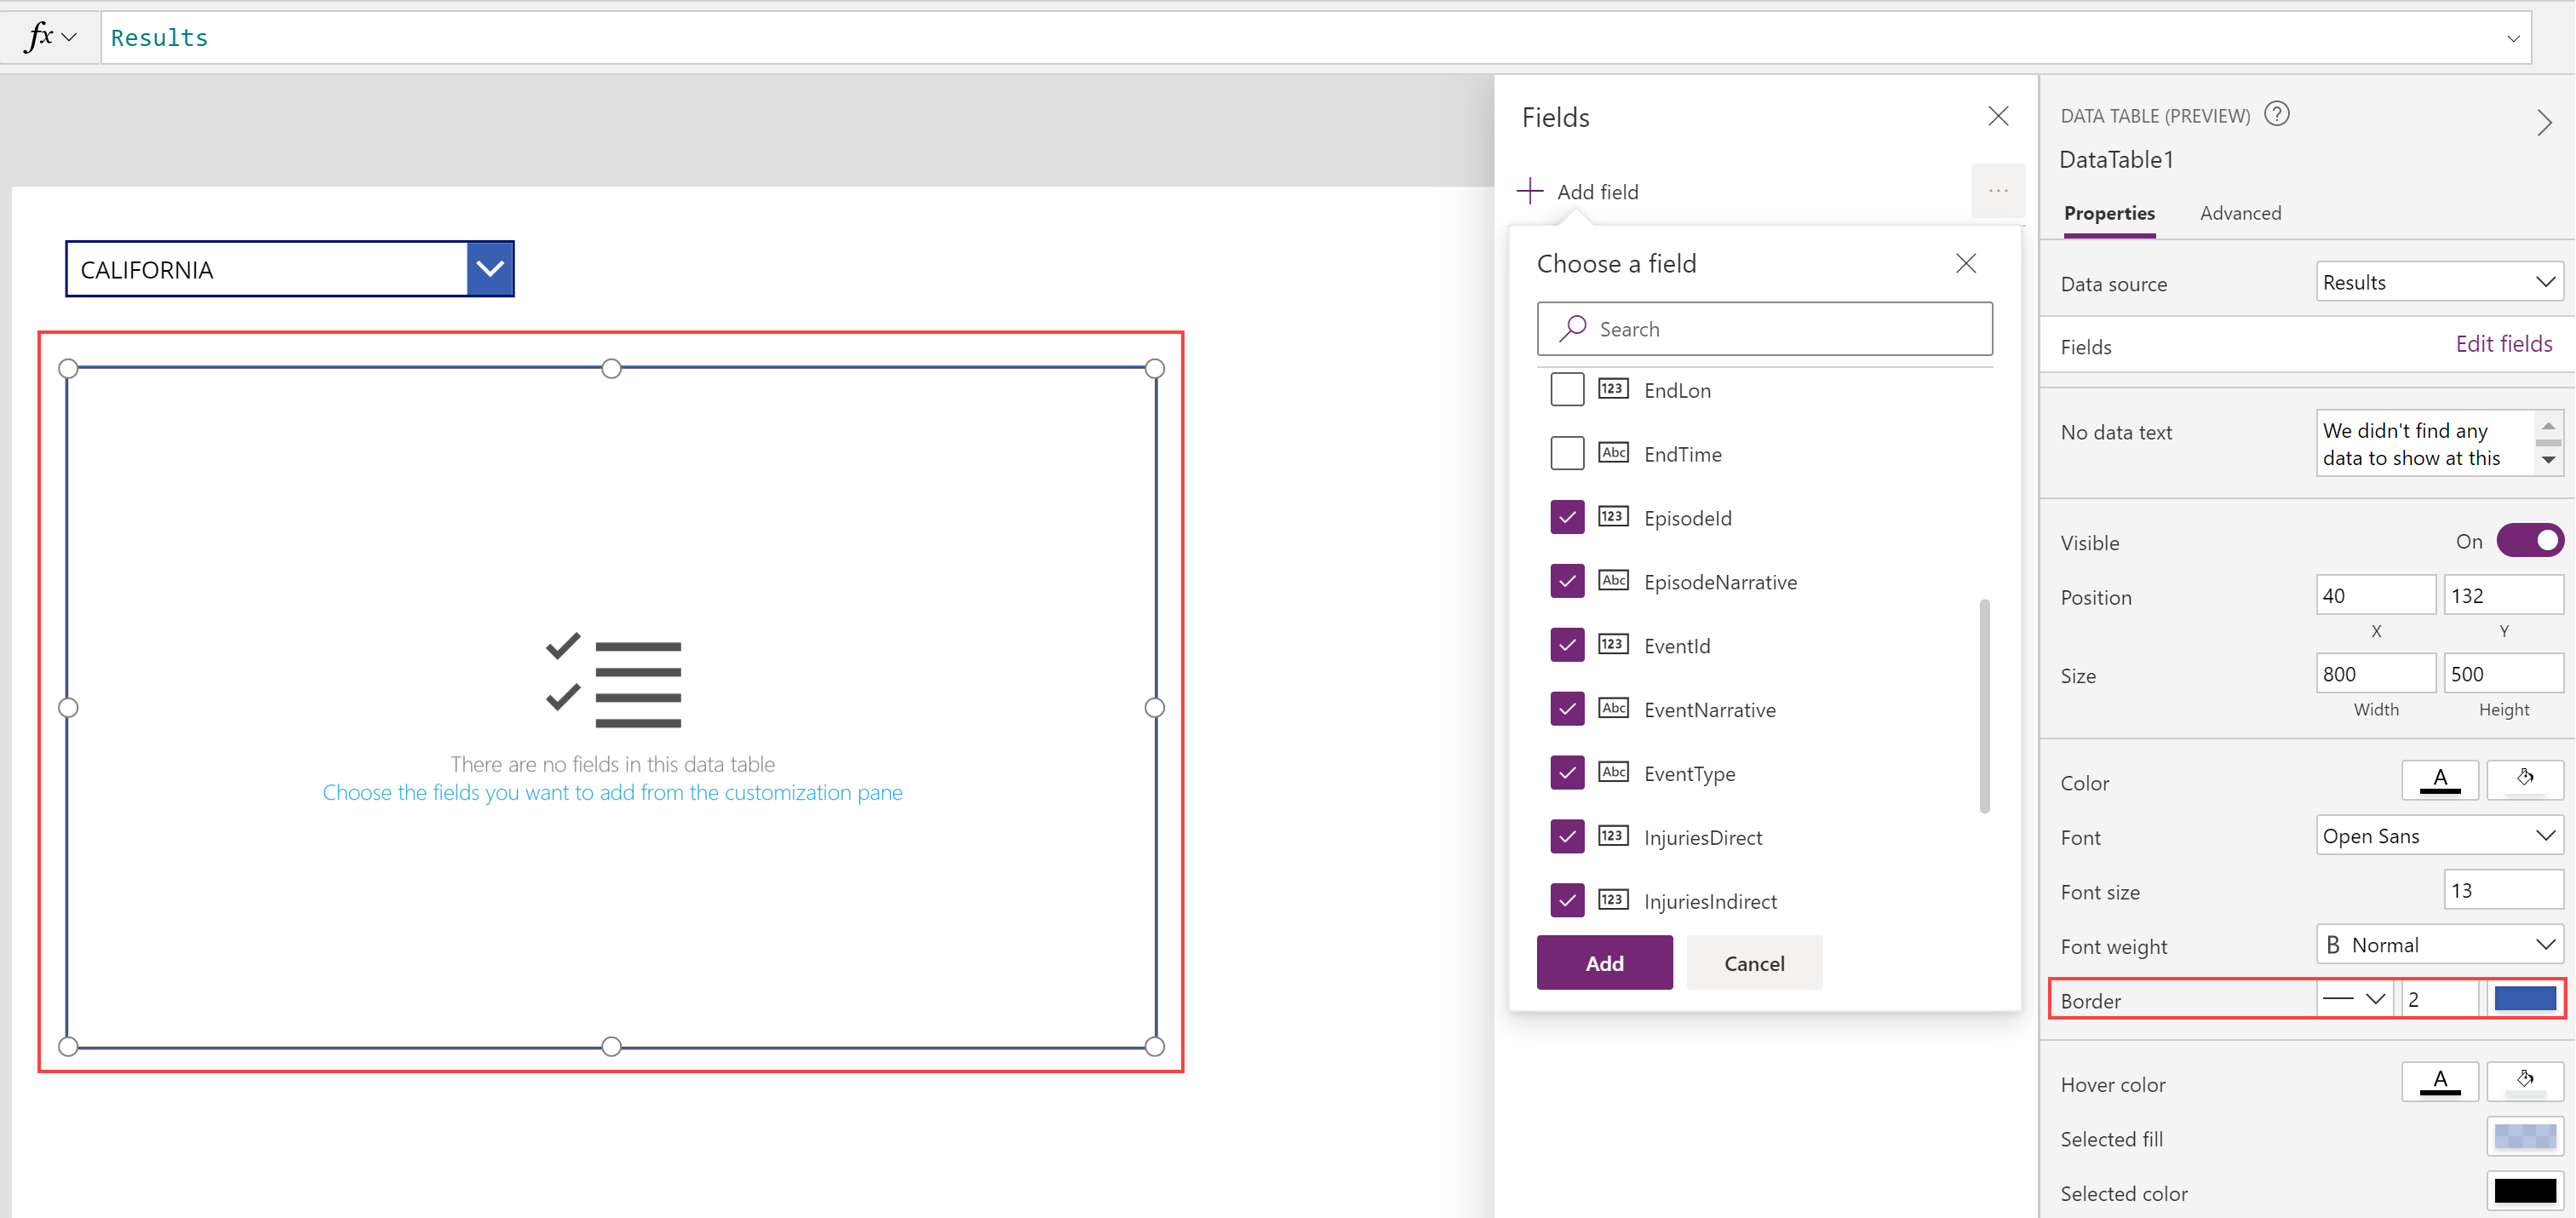 fx
Results
CALIFORNIA
There are no fields in this data table
Choose the fields you want to add from the customization pane
Fields
Add field
...
Choose a field
Search
123 EndLon
Abc EndTime
123 EpisodeId
Abc EpisodeNarrative
123 EventId
Abc EventNarrative
Abc EventType
123 InjuriesDirect
123 InjuriesIndirect
Add Cancel
DATA TABLE (PREVIEW) ?
DataTable1
Properties Advanced
Data source Results
Fields Edit fields
No data text We didn't find any
data to show at this
Visible On
Position 40 132
X Y
Size 800 500
Width Height
Color A
Font Open Sans
Font size 13
Font weight B Normal
Border 2
Hover color A
Selected fill
Selected color